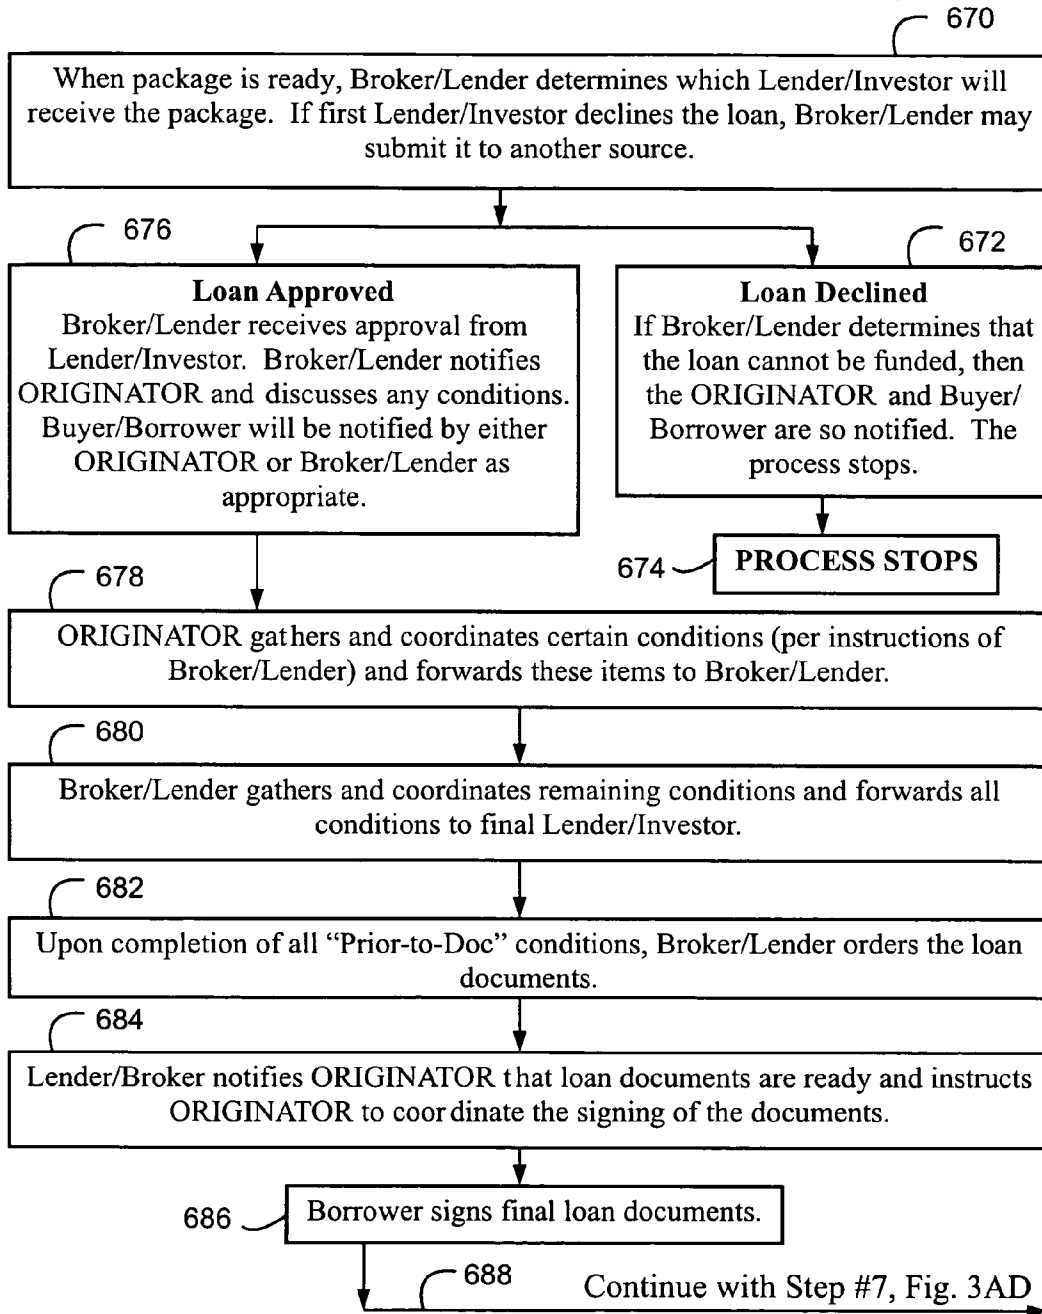 670
When package is ready, Broker/Lender determines which Lender/Investor will
receive the package. If first Lender/Investor declines the loan, Broker/Lender may
submit it to another source.
676
672
Loan Approved
Broker/Lender receives approval from
Lender/Investor. Broker/Lender notifies
ORIGINATOR and discusses any conditions.
Buyer/Borrower will be notified by either
ORIGINATOR or Broker/Lender as
appropriate.
Loan Declined
If Broker/Lender determines that
the loan cannot be funded, then
the ORIGINATOR and Buyer/
Borrower are so notified. The
process stops.
674
PROCESS STOPS
678
ORIGINATOR gathers and coordinates certain conditions (per instructions of
Broker/Lender) and forwards these items to Broker/Lender.
680
Broker/Lender gathers and coordinates remaining conditions and forwards all
conditions to final Lender/Investor.
682
Upon completion of all “Prior-to-Doc” conditions, Broker/Lender orders the loan
documents.
684
Lender/Broker notifies ORIGINATOR that loan documents are ready and instructs
ORIGINATOR to coordinate the signing of the documents.
686
Borrower signs final loan documents.
688
Continue with Step #7, Fig. 3AD